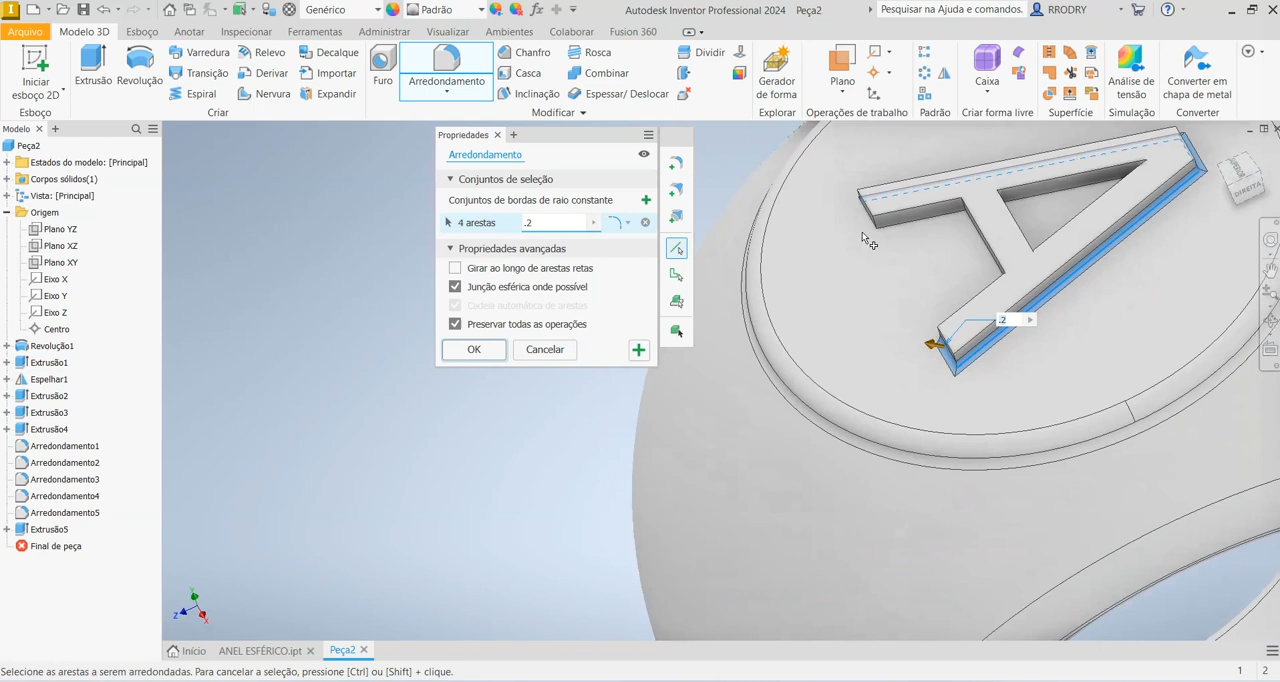 Genérico
Padrão
Autodesk Inventor Professional 2024 Peça2
Pesquisar na Ajuda e comandos.
RRODRY
Arquivo
Modelo 3D
Esboço
Anotar
Inspecionar
Ferramentas
Administrar
Visualizar
Ambientes
Colaborar
Fusion 360
Iniciar
esboço 2D
Esboço
Extrusão
Revolução
Varredura
Transição
Espiral
Relevo
Derivar
Nervura
Decalque
Importar
Expandir
Criar
Furo
Arredondamento
Chanfro
Casca
Inclinação
Rosca
Combinar
Espessar/ Deslocar
Dividir
Modificar
Gerador
de forma
Explorar
Plano
Operações de trabalho
Padrão
Caixa
Criar forma livre
Superfície
Análise de
tensão
Simulação
Converter em
chapa de metal
Converter
Modelo
Peça2
Estados do modelo: [Principal]
Corpos sólidos(1)
Vista: [Principal]
Origem
Plano YZ
Plano XZ
Plano XY
Eixo X
Eixo Y
Eixo Z
Centro
Revolução1
Extrusão1
Espelhar1
Extrusão2
Extrusão3
Extrusão4
Arredondamento1
Arredondamento2
Arredondamento3
Arredondamento4
Arredondamento5
Extrusão5
Final de peça
Propriedades
Arredondamento
Conjuntos de seleção
Conjuntos de bordas de raio constante
4 arestas .2
Propriedades avançadas
Girar ao longo de arestas retas
Junção esférica onde possível
Cadeia automática de arestas
Preservar todas as operações
OK Cancelar
.2
DIREITA
Z
Y
X
Início
ANEL ESFÉRICO.ipt
Peça2
Selecione as arestas a serem arredondadas. Para cancelar a seleção, pressione [Ctrl] ou [Shift] + clique.
1 2